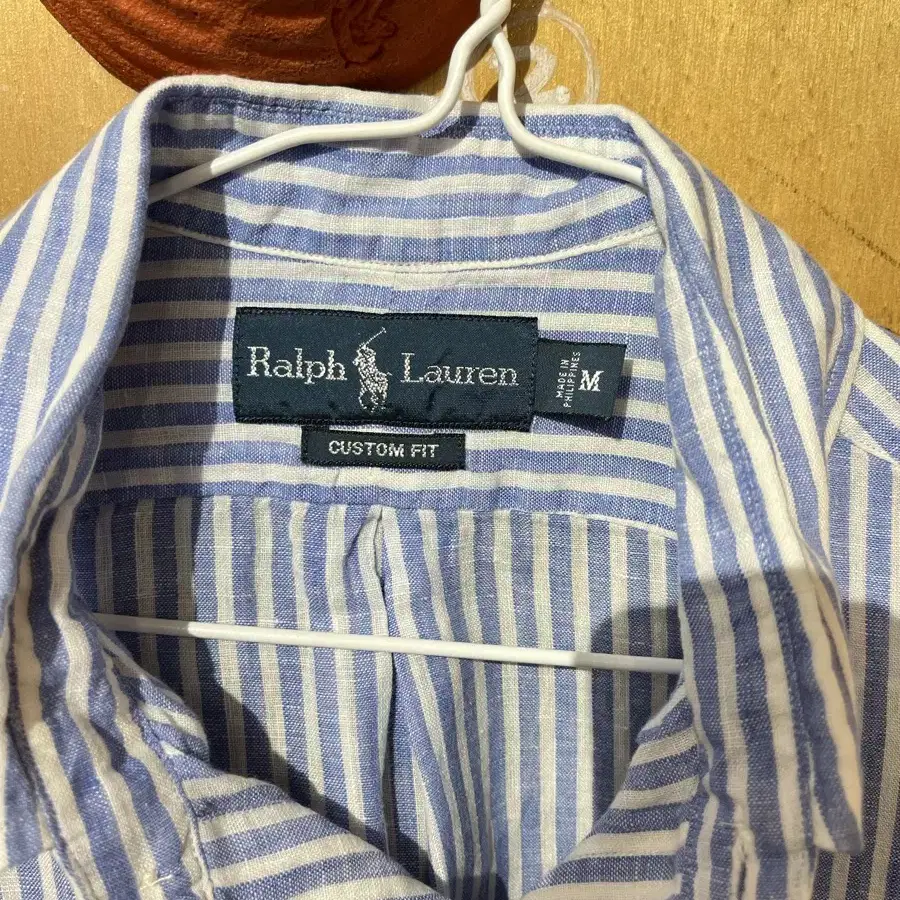 Ralph Lauren
MADE IN
PHILIPPINES
M
CUSTOM FIT